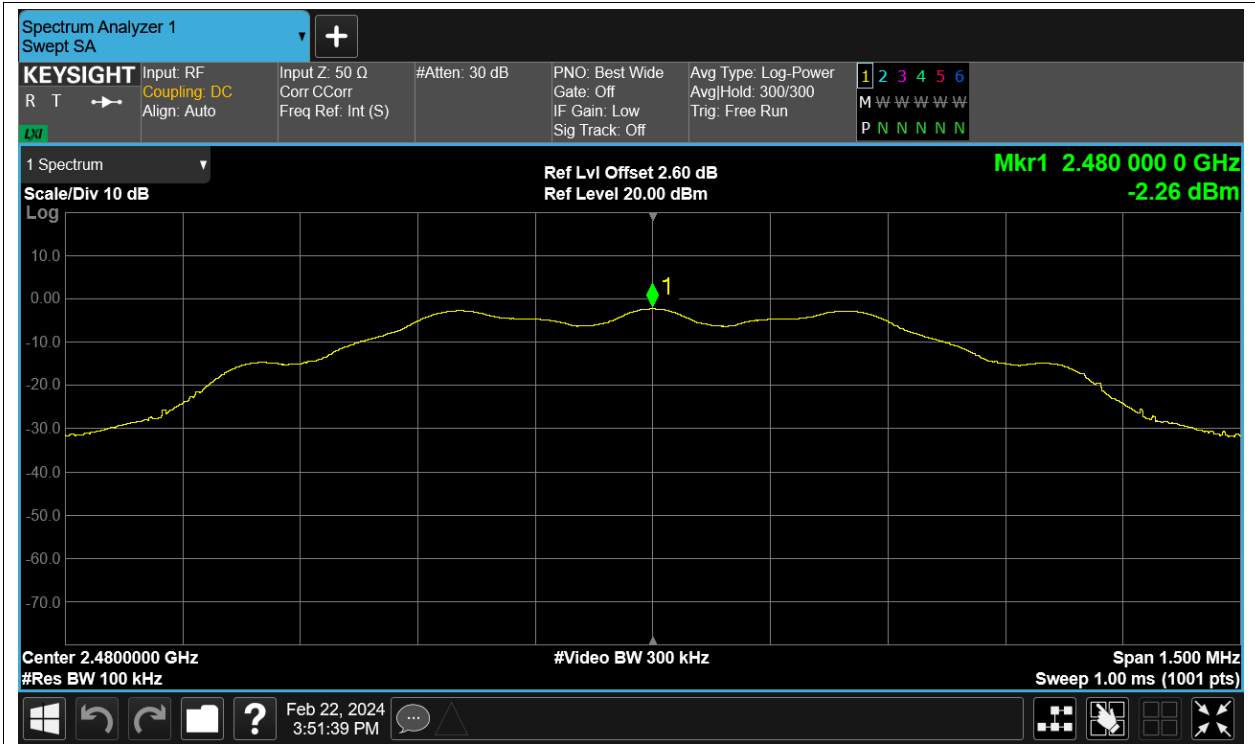 Spectrum Analyzer 1
Swept SA
KEYSIGHT
R T
LXI
Input: RF
Coupling: DC
Align: Auto
Input Z: 50 Ω
Corr CCorr
Freq Ref: Int (S)
#Atten: 30 dB
PNO: Best Wide
Gate: Off
IF Gain: Low
Sig Track: Off
Avg Type: Log-Power
Avg|Hold: 300/300
Trig: Free Run
1 2 3 4 5 6
M W W W W W
P N N N N N
1 Spectrum
Scale/Div 10 dB
Log
Ref Lvl Offset 2.60 dB
Ref Level 20.00 dBm
Mkr1 2.480 000 0 GHz
-2.26 dBm
10.0
0.00
-10.0
-20.0
-30.0
-40.0
-50.0
-60.0
-70.0
1
Center 2.4800000 GHz
#Res BW 100 kHz
#Video BW 300 kHz
Span 1.500 MHz
Sweep 1.00 ms (1001 pts)
?
Feb 22, 2024
3:51:39 PM